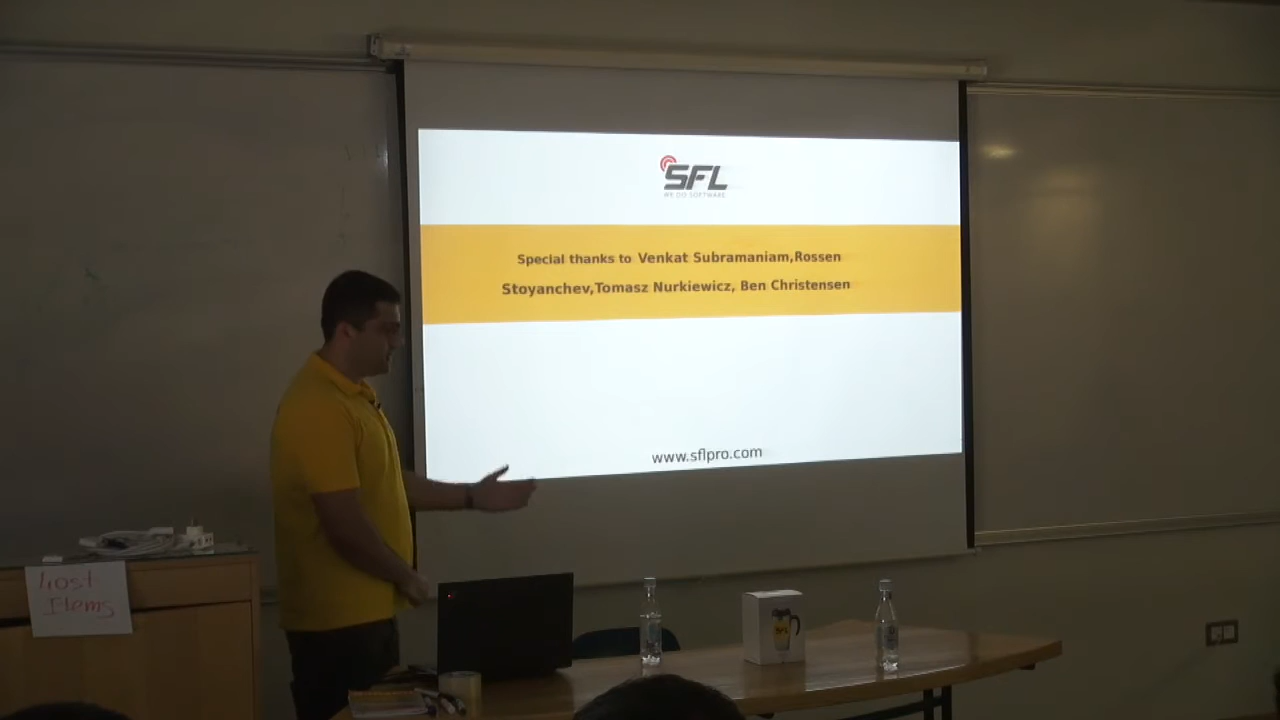 SFL
WE DO SOFTWARE
Special thanks to Venkat Subramaniam,Rossen
Stoyanchev,Tomasz Nurkiewicz, Ben Christensen
www.sflpro.com
Lost
Items
SFL